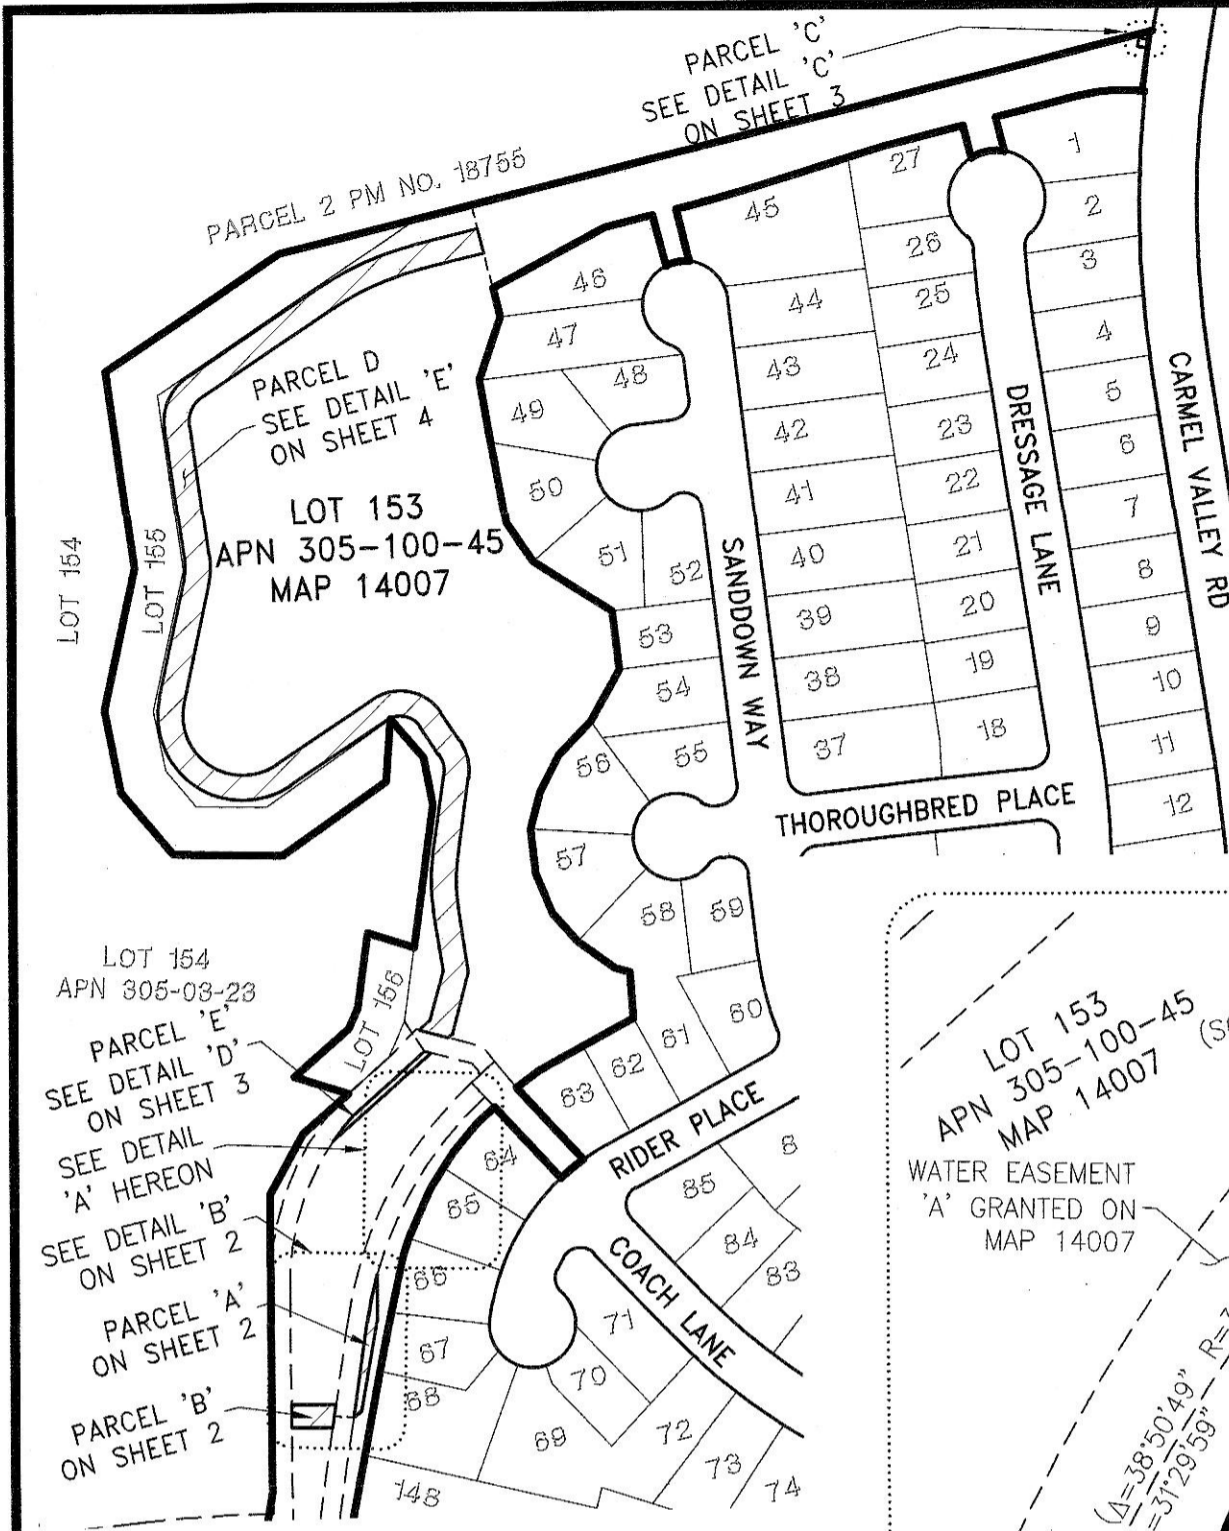 PARCEL 'C'
SEE DETAIL 'C'
ON SHEET 3
PARCEL 2 PM NO. 18755
1
2
3
4
5
6
7
8
9
10
11
12
CARMEL VALLEY RD
27
26
25
24
23
22
21
20
19
18
DRESSAGE LANE
45
44
43
42
41
40
39
38
37
SANDDOWN WAY
THOROUGHBRED PLACE
46
47
48
49
50
51
52
53
54
55
56
57
58
59
60
61
62
63
PARCEL D
SEE DETAIL 'E'
ON SHEET 4
LOT 153
APN 305-100-45
MAP 14007
LOT 154
LOT 155
LOT 154
APN 305-03-23
LOT 156
PARCEL 'E'
SEE DETAIL 'D'
ON SHEET 3
SEE DETAIL
'A' HEREON
SEE DETAIL 'B'
ON SHEET 2
PARCEL 'A'
ON SHEET 2
PARCEL 'B'
ON SHEET 2
RIDER PLACE
COACH LANE
64
65
66
67
68
69
70
71
72
73
74
148
8
85
84
83
LOT 153
APN 305-100-45
MAP 14007
WATER EASEMENT
'A' GRANTED ON
MAP 14007
(Δ=38°50'49" R=
=31°29'59"